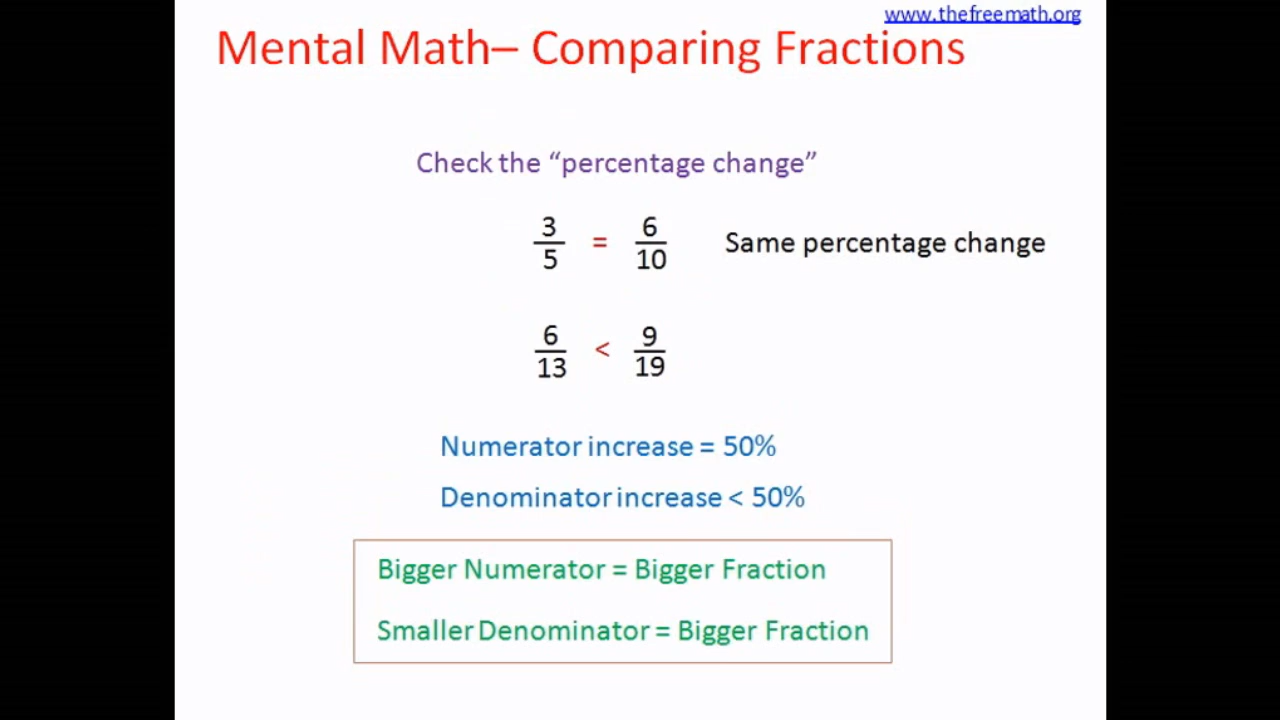 www.thefreemath.org
Mental Math– Comparing Fractions
Check the “percentage change”
3/5 = 6/10 Same percentage change
6/13 < 9/19
Numerator increase = 50%
Denominator increase < 50%
Bigger Numerator = Bigger Fraction
Smaller Denominator = Bigger Fraction